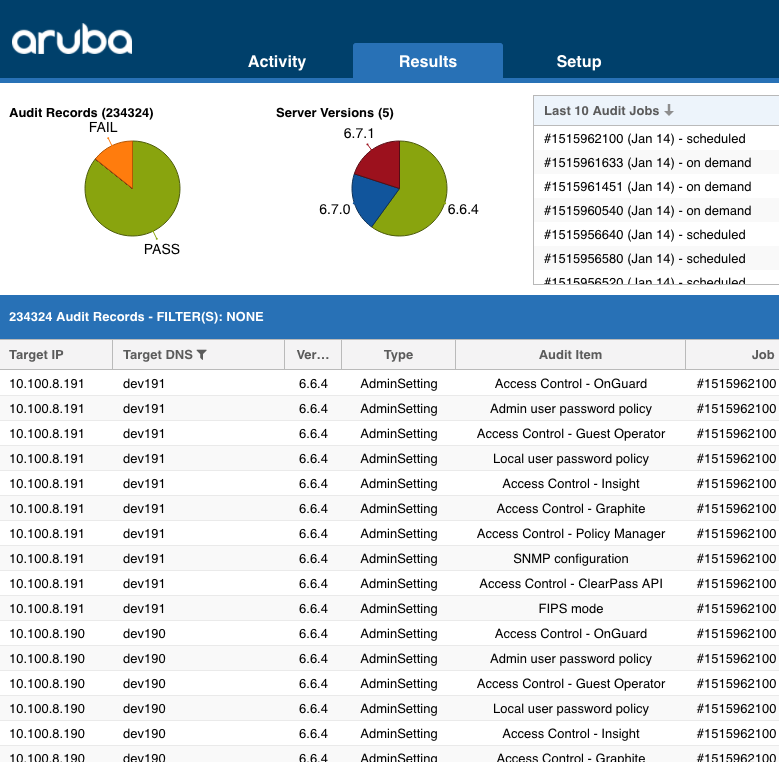 aruba
Activity Results Setup
Audit Records (234324)
FAIL
PASS
Server Versions (5)
6.7.1
6.7.0
6.6.4
Last 10 Audit Jobs
#1515962100 (Jan 14) - scheduled
#1515961633 (Jan 14) - on demand
#1515961451 (Jan 14) - on demand
#1515960540 (Jan 14) - on demand
#1515956640 (Jan 14) - scheduled
#1515956580 (Jan 14) - scheduled
#1515956520 (Jan 14) - scheduled
234324 Audit Records - FILTER(S): NONE
Target IP Target DNS Ver... Type Audit Item Job
10.100.8.191 dev191 6.6.4 AdminSetting Access Control - OnGuard #1515962100
10.100.8.191 dev191 6.6.4 AdminSetting Admin user password policy #1515962100
10.100.8.191 dev191 6.6.4 AdminSetting Access Control - Guest Operator #1515962100
10.100.8.191 dev191 6.6.4 AdminSetting Local user password policy #1515962100
10.100.8.191 dev191 6.6.4 AdminSetting Access Control - Insight #1515962100
10.100.8.191 dev191 6.6.4 AdminSetting Access Control - Graphite #1515962100
10.100.8.191 dev191 6.6.4 AdminSetting Access Control - Policy Manager #1515962100
10.100.8.191 dev191 6.6.4 AdminSetting SNMP configuration #1515962100
10.100.8.191 dev191 6.6.4 AdminSetting Access Control - ClearPass API #1515962100
10.100.8.191 dev191 6.6.4 AdminSetting FIPS mode #1515962100
10.100.8.190 dev190 6.6.4 AdminSetting Access Control - OnGuard #1515962100
10.100.8.190 dev190 6.6.4 AdminSetting Admin user password policy #1515962100
10.100.8.190 dev190 6.6.4 AdminSetting Access Control - Guest Operator #1515962100
10.100.8.190 dev190 6.6.4 AdminSetting Local user password policy #1515962100
10.100.8.190 dev190 6.6.4 AdminSetting Access Control - Insight #1515962100
10.100.8.190 dev190 6.6.4 AdminSetting Access Control - Graphite #1515962100